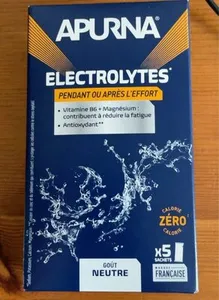 APURNA
ELECTROLYTES*
PENDANT OU APRÈS L'EFFORT
• Vitamine B6 + Magnésium :
contribuent à réduire la fatigue
• Antioxydant**
CALORIE
ZÉRO
CALORIE
x5
SACHETS
GOÛT
NEUTRE
FRANÇAISE